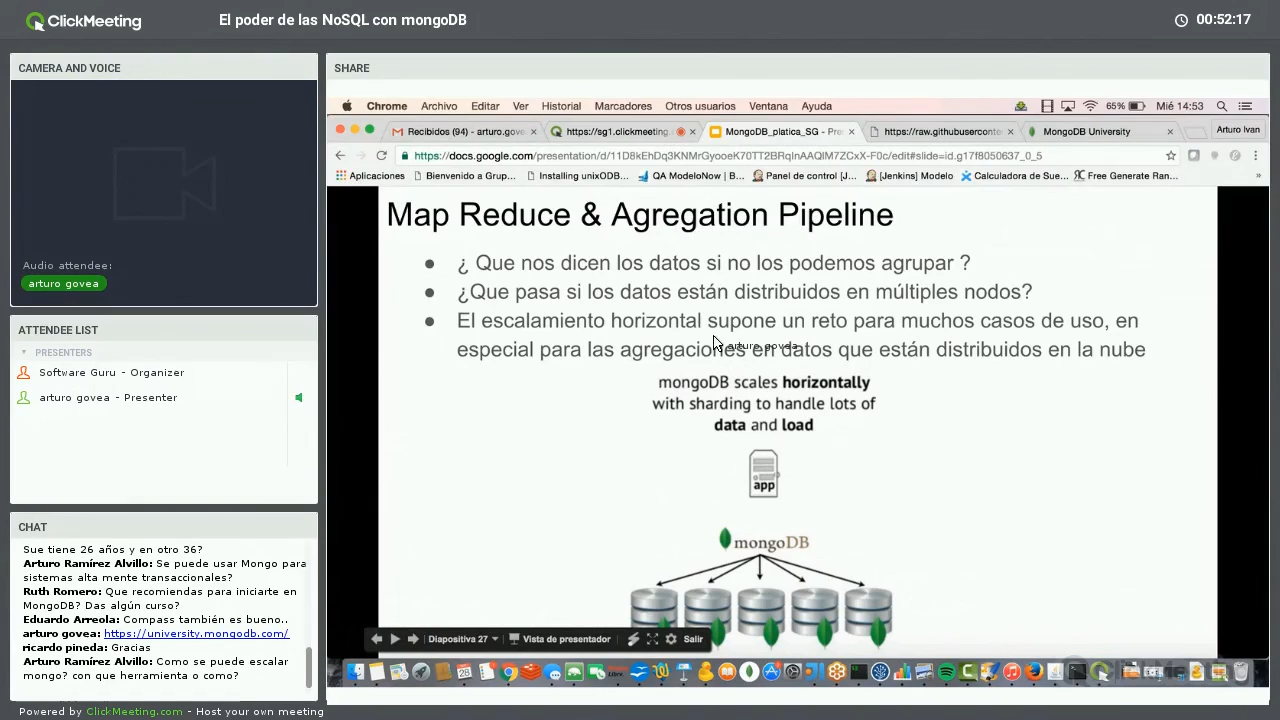 ClickMeeting
El poder de las NoSQL con mongoDB
00:52:17
CAMERA AND VOICE
Audio attendee:
arturo govea
ATTENDEE LIST
PRESENTERS
Software Guru - Organizer
arturo govea - Presenter
CHAT
Sue tiene 26 años y en otro 36?
Arturo Ramírez Alvillo: Se puede usar Mongo para
sistemas alta mente transaccionales?
Ruth Romero: Que recomiendas para iniciarte en
MongoDB? Das algún curso?
Eduardo Arreola: Compass también es bueno..
arturo govea: https://university.mongodb.com/
ricardo pineda: Gracias
Arturo Ramírez Alvillo: Como se puede escalar
mongo? con que herramienta o como?
Powered by ClickMeeting.com - Host your own meeting
SHARE
Chrome Archivo Editar Ver Historial Marcadores Otros usuarios Ventana Ayuda 65% Mié 14:53
Recibidos (94) - arturo.gove https://sg1.clickmeeting. MongoDB_platica_SG - Pre https://raw.githubuserconte MongoDB University Arturo Ivan
https://docs.google.com/presentation/d/
Aplicaciones Bienvenido a Grup... Installing unixODB... QA ModeloNow | B... Panel de control [J... [Jenkins] Modelo Calculadora de Sue... Free Generate Ran... »
Map Reduce & Agregation Pipeline
● ¿ Que nos dicen los datos si no los podemos agrupar ?
● ¿Que pasa si los datos están distribuidos en múltiples nodos?
● El escalamiento horizontal supone un reto para muchos casos de uso, en
especial para las agregaciones en datos que están distribuidos en la nube
arturo govea
mongoDB scales horizontally
with sharding to handle lots of
data and load
app
mongoDB
Diapositiva 27 Vista de presentador Salir